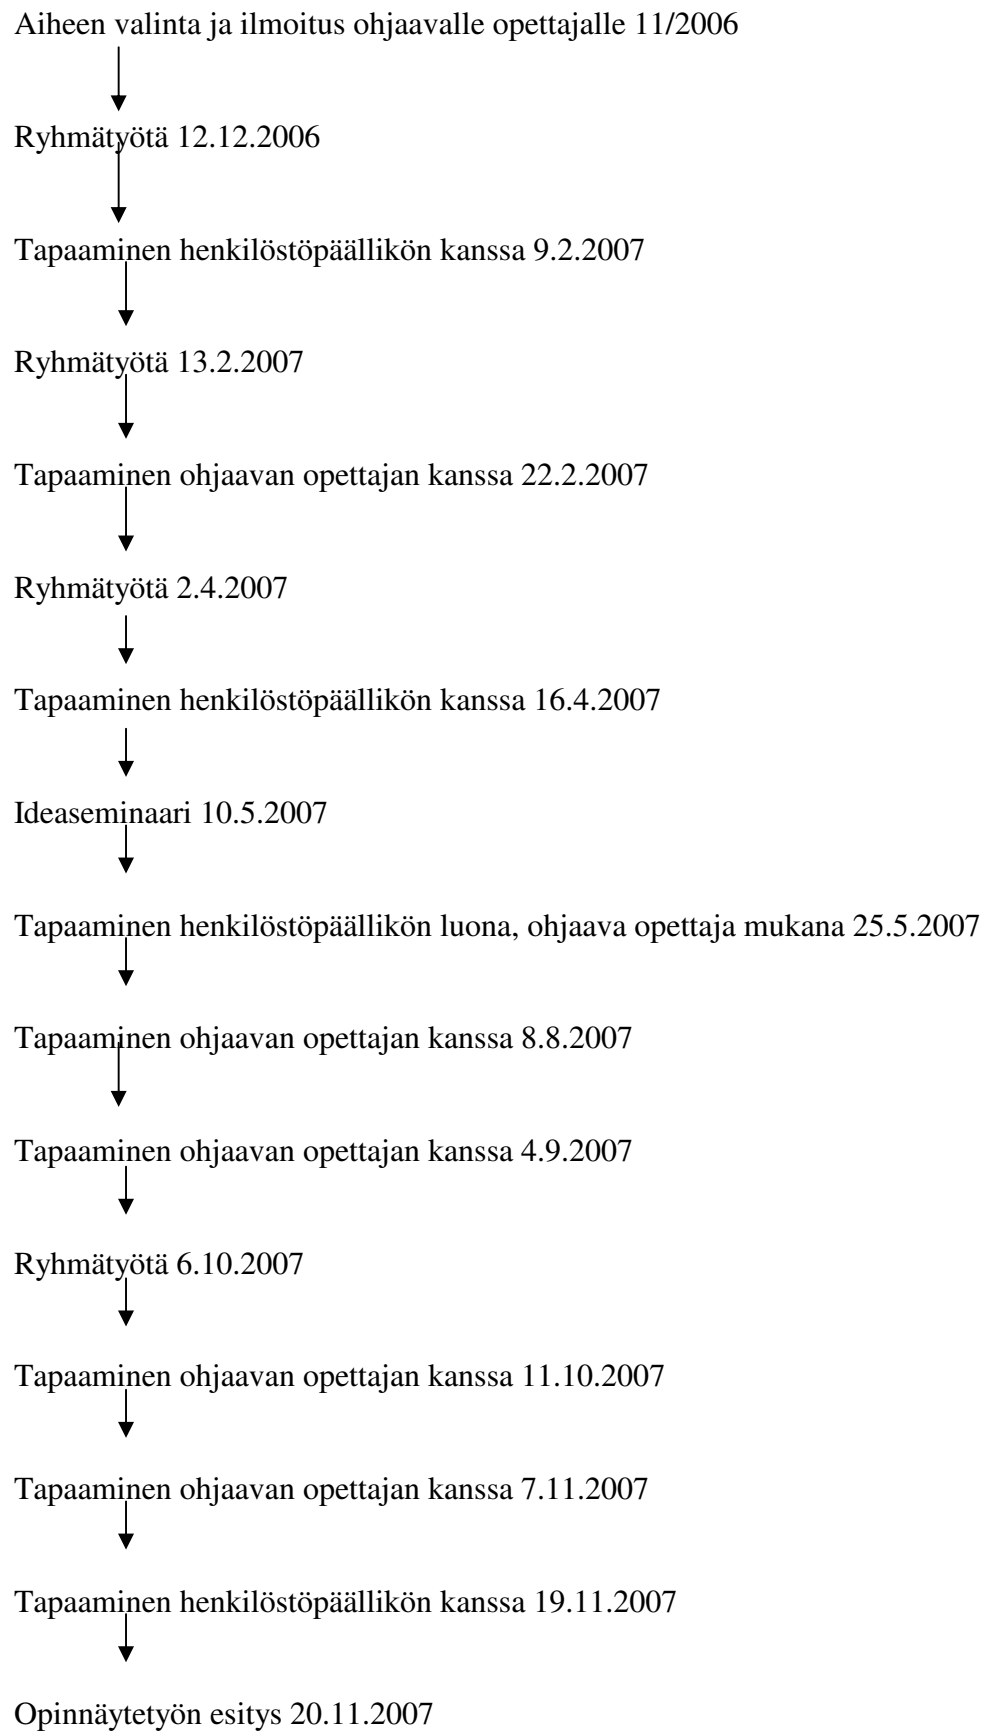 Aiheen valinta ja ilmoitus ohjaavalle opettajalle 11/2006
Ryhmätyötä 12.12.2006
Tapaaminen henkilöstöpäällikön kanssa 9.2.2007
Ryhmätyötä 13.2.2007
Tapaaminen ohjaavan opettajan kanssa 22.2.2007
Ryhmätyötä 2.4.2007
Tapaaminen henkilöstöpäällikön kanssa 16.4.2007
Ideaseminaari 10.5.2007
Tapaaminen henkilöstöpäällikön luona, ohjaava opettaja mukana 25.5.2007
Tapaaminen ohjaavan opettajan kanssa 8.8.2007
Tapaaminen ohjaavan opettajan kanssa 4.9.2007
Ryhmätyötä 6.10.2007
Tapaaminen ohjaavan opettajan kanssa 11.10.2007
Tapaaminen ohjaavan opettajan kanssa 7.11.2007
Tapaaminen henkilöstöpäällikön kanssa 19.11.2007
Opinnäytetyön esitys 20.11.2007